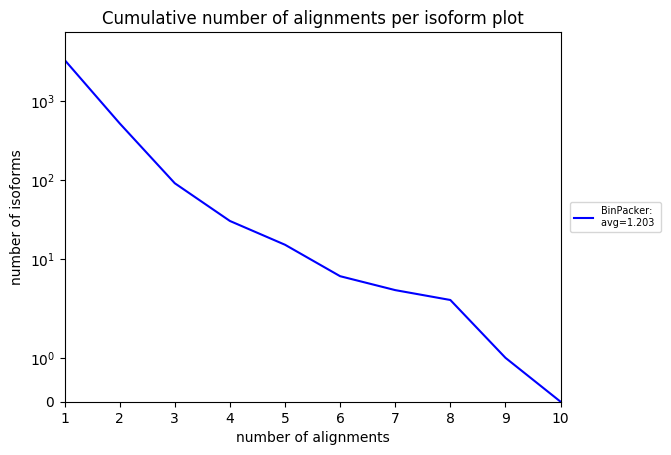 Cumulative number of alignments per isoform plot
number of isoforms
10³
10²
10¹
10⁰
0
1 2 3 4 5 6 7 8 9 10
number of alignments
BinPacker:
avg=1.203